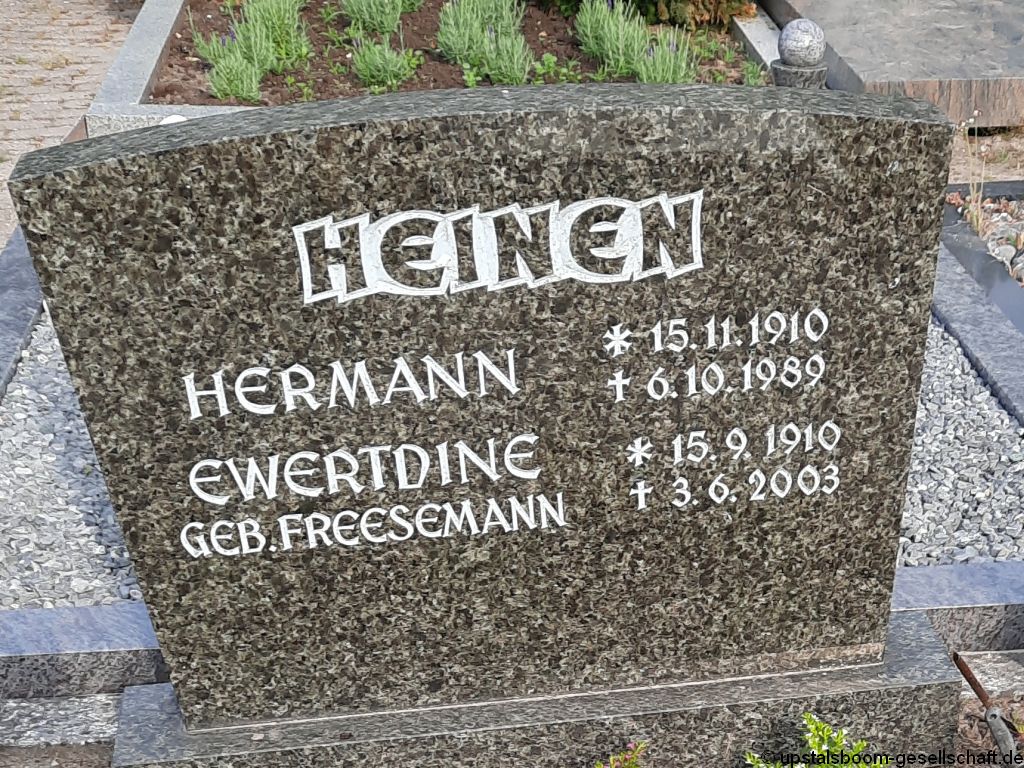 HEINEN
HERMANN * 15.11.1910
† 6.10.1989
EWERTDINE * 15.9.1910
GEB. FREESEMANN † 3.6.2003
© upstalsboom-gesellschaft.de